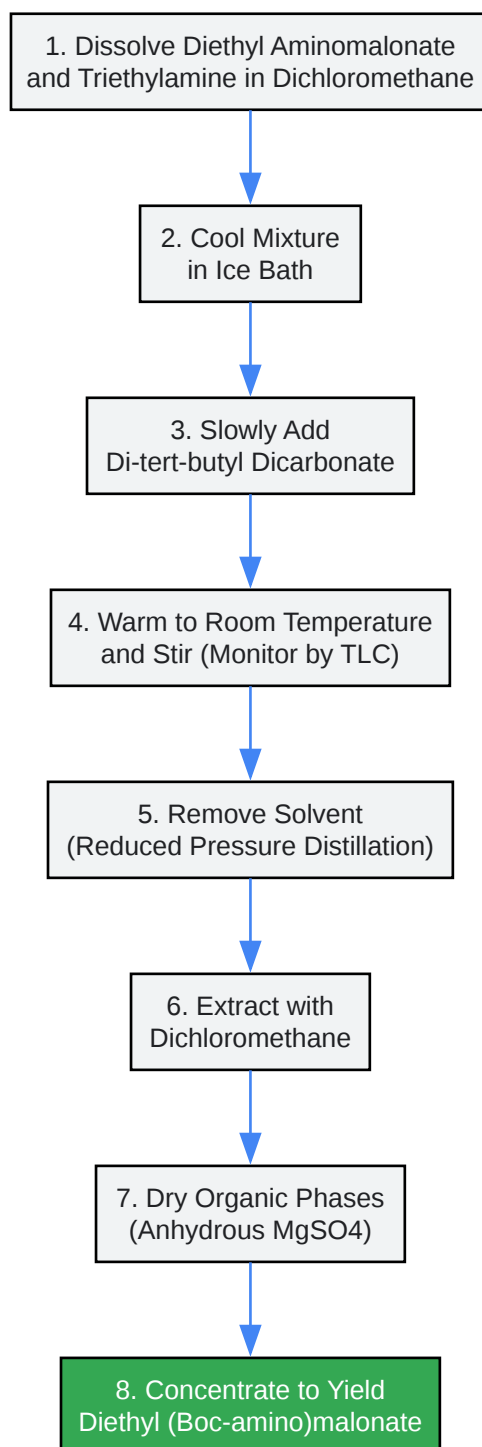 1. Dissolve Diethyl Aminomalonate
and Triethylamine in Dichloromethane
2. Cool Mixture
in Ice Bath
3. Slowly Add
Di-tert-butyl Dicarbonate
4. Warm to Room Temperature
and Stir (Monitor by TLC)
5. Remove Solvent
(Reduced Pressure Distillation)
6. Extract with
Dichloromethane
7. Dry Organic Phases
(Anhydrous MgSO4)
8. Concentrate to Yield
Diethyl (Boc-amino)malonate